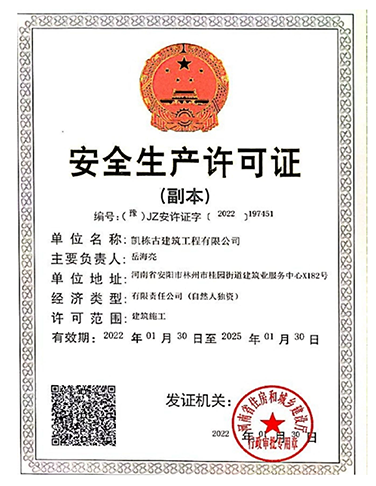 安全生产许可证
(副本)
编号:(豫)JZ安许证字〔 2022 〕197451
单位名称: 凯栋古建筑工程有限公司
主要负责人: 岳海亮
单位地址: 河南省安阳市林州市桂园街道建筑业服务中心X182号
经济类型: 有限责任公司(自然人独资)
许可范围: 建筑施工
有效期: 2022 年 01 月 30 日至 2025 年 01 月 30 日
发证机关:
河南省住房和城乡建设厅
行政审批专用章
2022 年 01 月 30 日